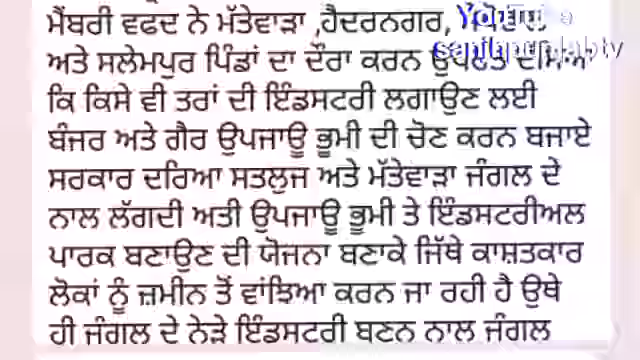 ਮੈਂਬਰੀ ਵਫਦ ਨੇ ਮੱਤੇਵਾੜਾ ,ਹੈਦਰਨਗਰ,
ਅਤੇ ਸਲੇਮਪੁਰ ਪਿੰਡਾਂ ਦਾ ਦੌਰਾ ਕਰਨ
ਕਿ ਕਿਸੇ ਵੀ ਤਰਾਂ ਦੀ ਇੰਡਸਟਰੀ ਲਗਾਉਣ ਲਈ
ਬੰਜਰ ਅਤੇ ਗੈਰ ਉਪਜਾਊ ਭੂਮੀ ਦੀ ਚੋਣ ਕਰਨ ਬਜਾਏ
ਸਰਕਾਰ ਦਰਿਆ ਸਤਲੁਜ ਅਤੇ ਮੱਤੇਵਾੜਾ ਜੰਗਲ ਦੇ
ਨਾਲ ਲੱਗਦੀ ਅਤੀ ਉਪਜਾਊ ਭੂਮੀ ਤੇ ਇੰਡਸਟਰੀਅਲ
ਪਾਰਕ ਬਣਾਉਣ ਦੀ ਯੋਜਨਾ ਬਣਾਕੇ ਜਿੱਥੇ ਕਾਸ਼ਤਕਾਰ
ਲੋਕਾਂ ਨੂੰ ਜ਼ਮੀਨ ਤੋਂ ਵਾਂਝਿਆ ਕਰਨ ਜਾ ਰਹੀ ਹੈ ਉਥੇ
ਹੀ ਜੰਗਲ ਦੇ ਨੇੜੇ ਇੰਡਸਟਰੀ ਬਣਨ ਨਾਲ ਜੰਗਲ